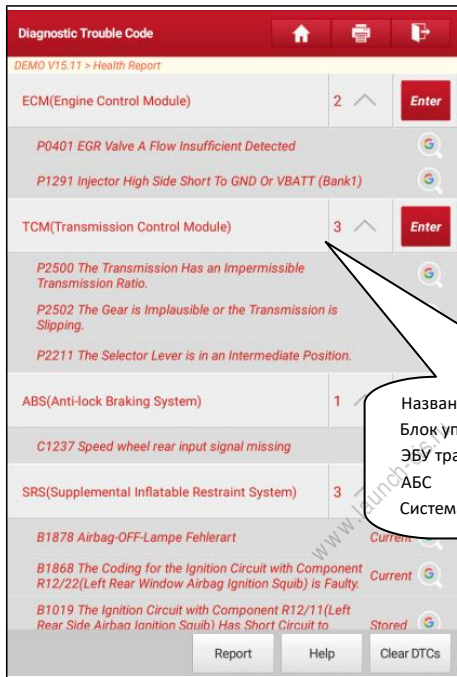 Diagnostic Trouble Code
DEMO V15.11 > Health Report
ECM(Engine Control Module) 2 Enter
P0401 EGR Valve A Flow Insufficient Detected
P1291 Injector High Side Short To GND Or VBATT (Bank1)
TCM(Transmission Control Module) 3 Enter
P2500 The Transmission Has an Impermissible
Transmission Ratio.
P2502 The Gear is Implausible or the Transmission is
Slipping.
P2211 The Selector Lever is in an Intermediate Position.
ABS(Anti-lock Braking System) 1
C1237 Speed wheel rear input signal missing
SRS(Supplemental Inflatable Restraint System) 3
Назван
Блок уп
ЭБУ тра
АБС
Систем
www.launch-dis.ru
B1878 Airbag-OFF-Lampe Fehlerart Current
B1868 The Coding for the Ignition Circuit with Component
R12/22(Left Rear Window Airbag Ignition Squib) is Faulty. Current
B1019 The Ignition Circuit with Component R12/11(Left
Rear Side Airbag Ignition Squib) Has Short Circuit to Stored
Report Help Clear DTCs